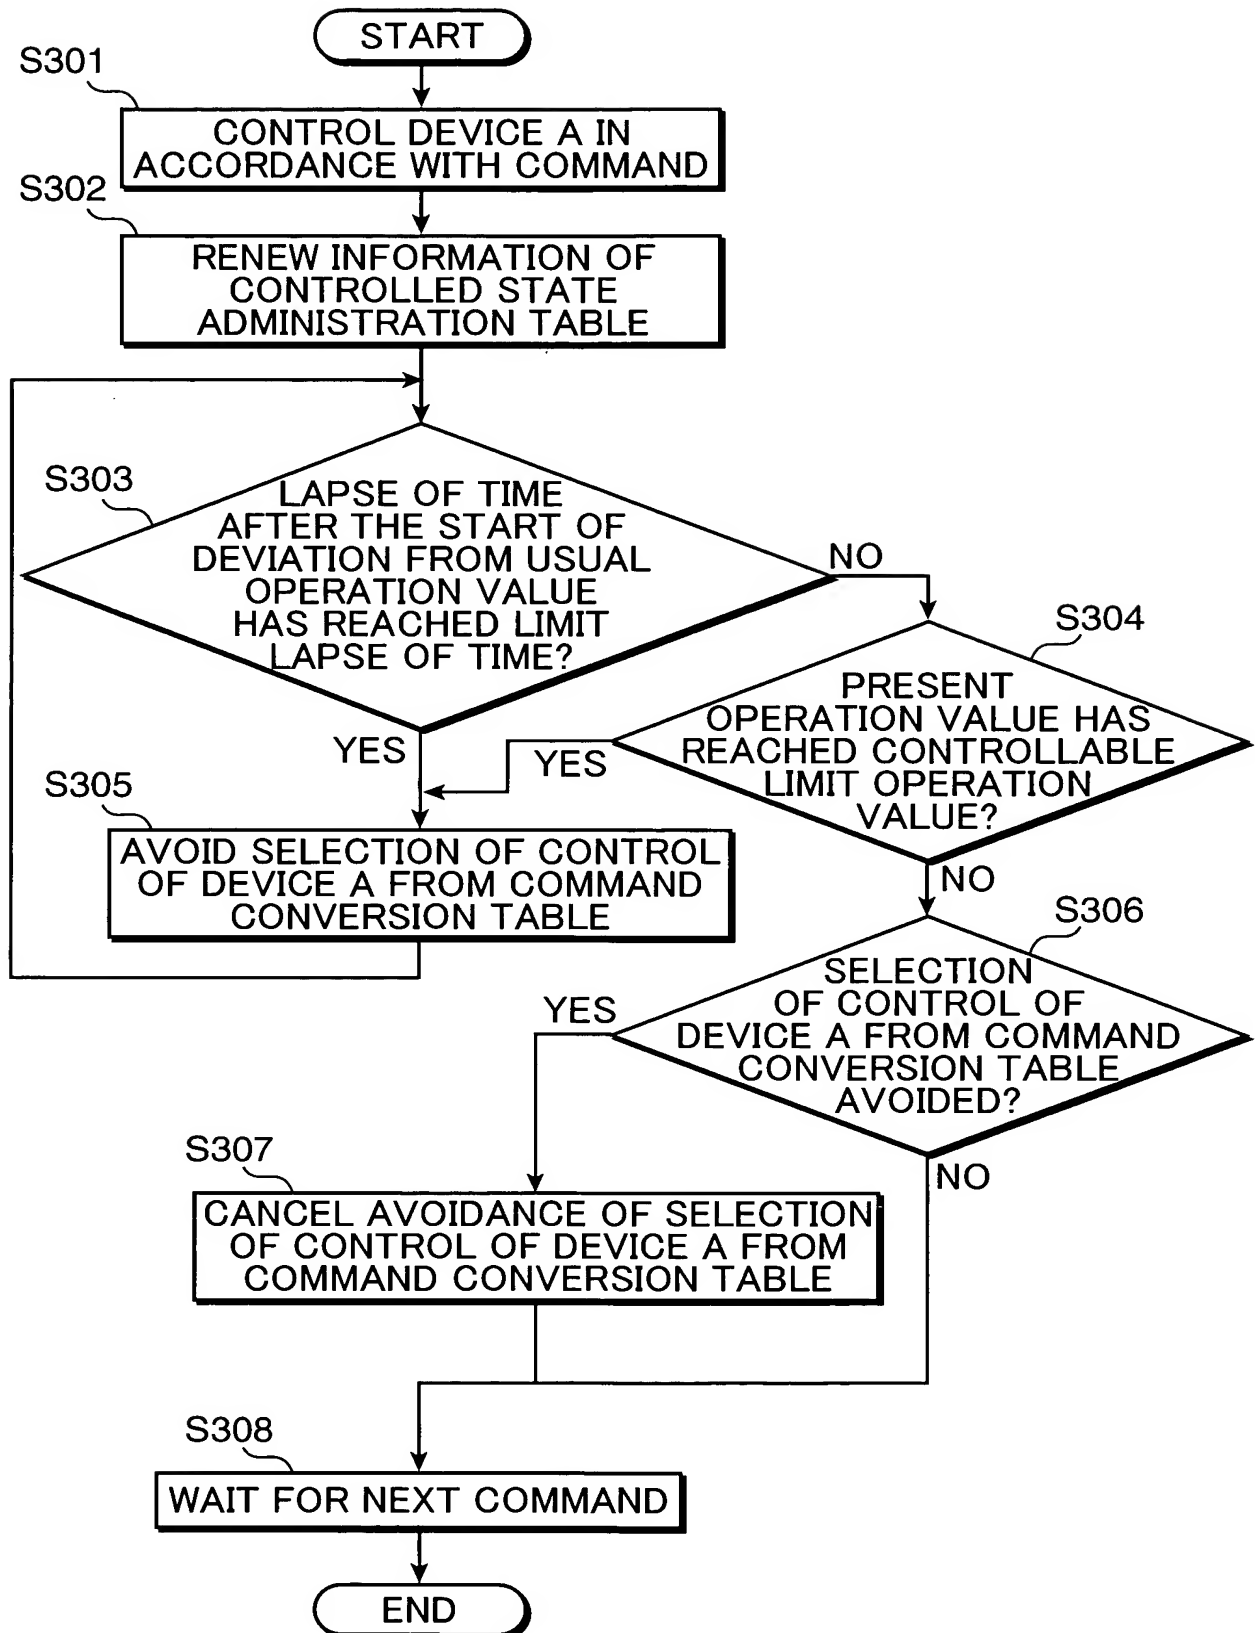 START
S301
CONTROL DEVICE A IN
ACCORDANCE WITH COMMAND
S302
RENEW INFORMATION OF
CONTROLLED STATE
ADMINISTRATION TABLE
S303
LAPSE OF TIME
AFTER THE START OF
DEVIATION FROM USUAL
OPERATION VALUE
HAS REACHED LIMIT
LAPSE OF TIME?
NO
YES
S304
PRESENT
OPERATION VALUE HAS
REACHED CONTROLLABLE
LIMIT OPERATION
VALUE?
YES
NO
S305
AVOID SELECTION OF CONTROL
OF DEVICE A FROM COMMAND
CONVERSION TABLE
S306
SELECTION
OF CONTROL OF
DEVICE A FROM COMMAND
CONVERSION TABLE
AVOIDED?
YES
NO
S307
CANCEL AVOIDANCE OF SELECTION
OF CONTROL OF DEVICE A FROM
COMMAND CONVERSION TABLE
S308
WAIT FOR NEXT COMMAND
END